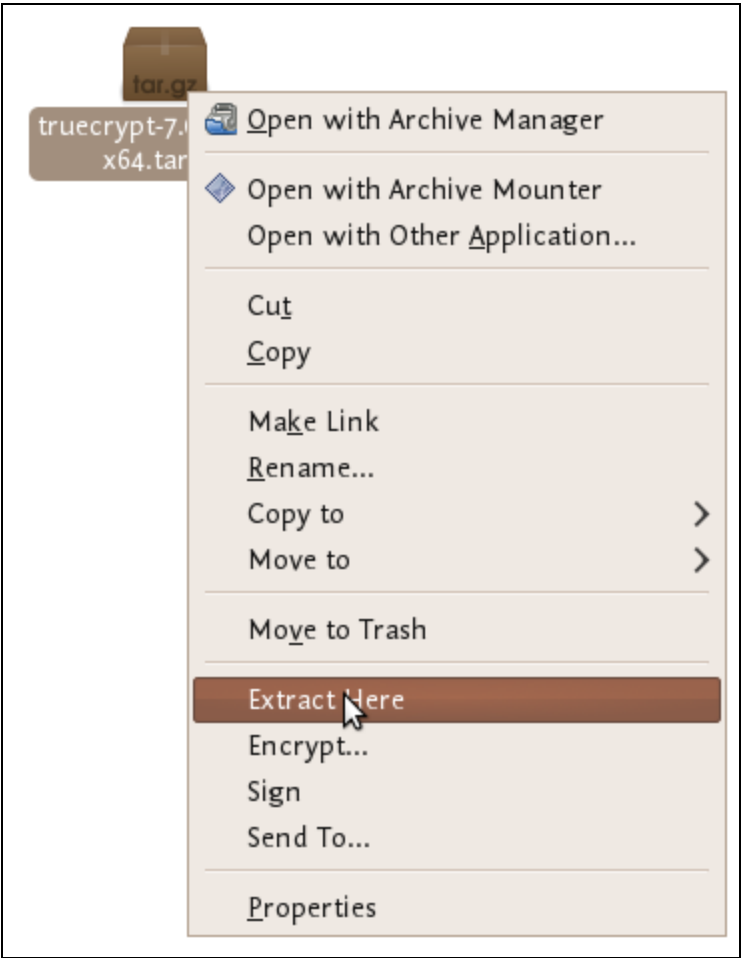 tar.gz
truecrypt-7.
x64.tar
Open with Archive Manager
Open with Archive Mounter
Open with Other Application...
Cut
Copy
Make Link
Rename...
Copy to
Move to
Move to Trash
Extract Here
Encrypt...
Sign
Send To...
Properties